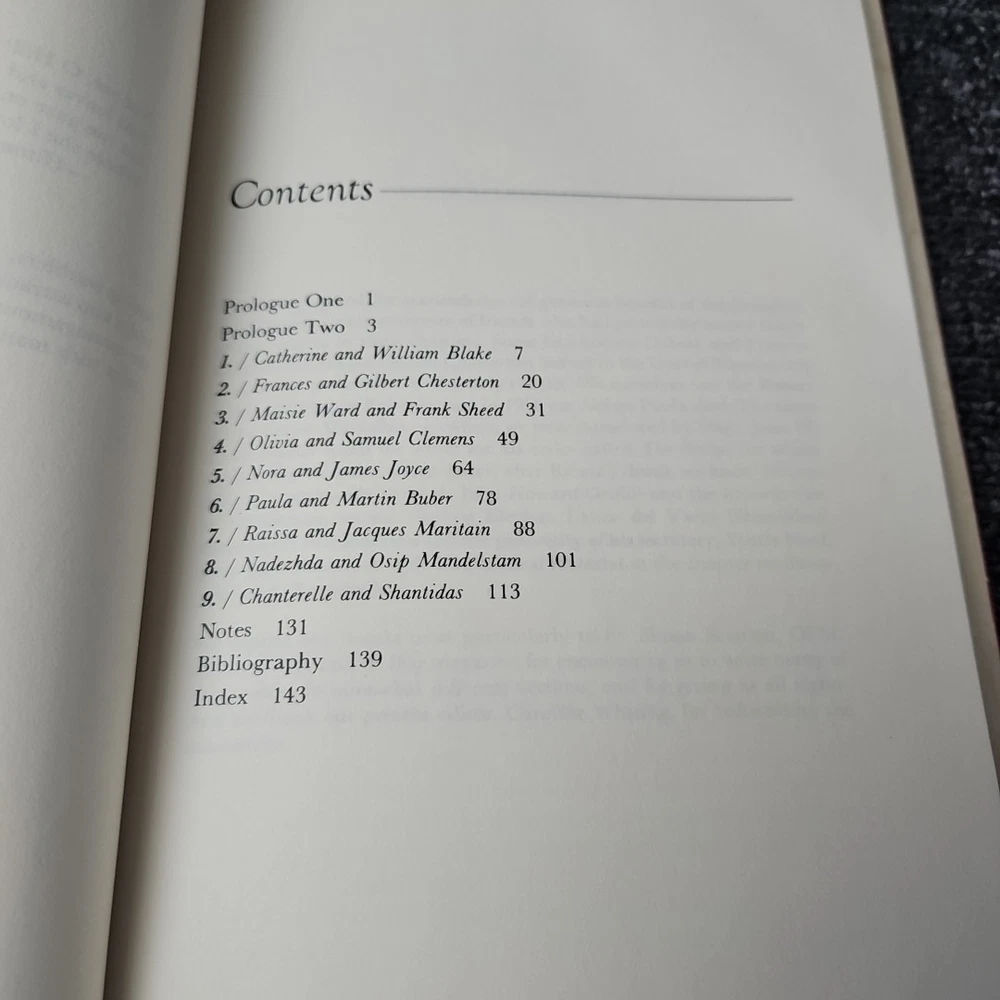 Contents
Prologue One 1
Prologue Two 3
1. / Catherine and William Blake 7
2. / Frances and Gilbert Chesterton 20
3. / Maisie Ward and Frank Sheed 31
4. / Olivia and Samuel Clemens 49
5. / Nora and James Joyce 64
6. / Paula and Martin Buber 78
7. / Raissa and Jacques Maritain 88
8. / Nadezhda and Osip Mandelstam 101
9. / Chanterelle and Shantidas 113
Notes 131
Bibliography 139
Index 143